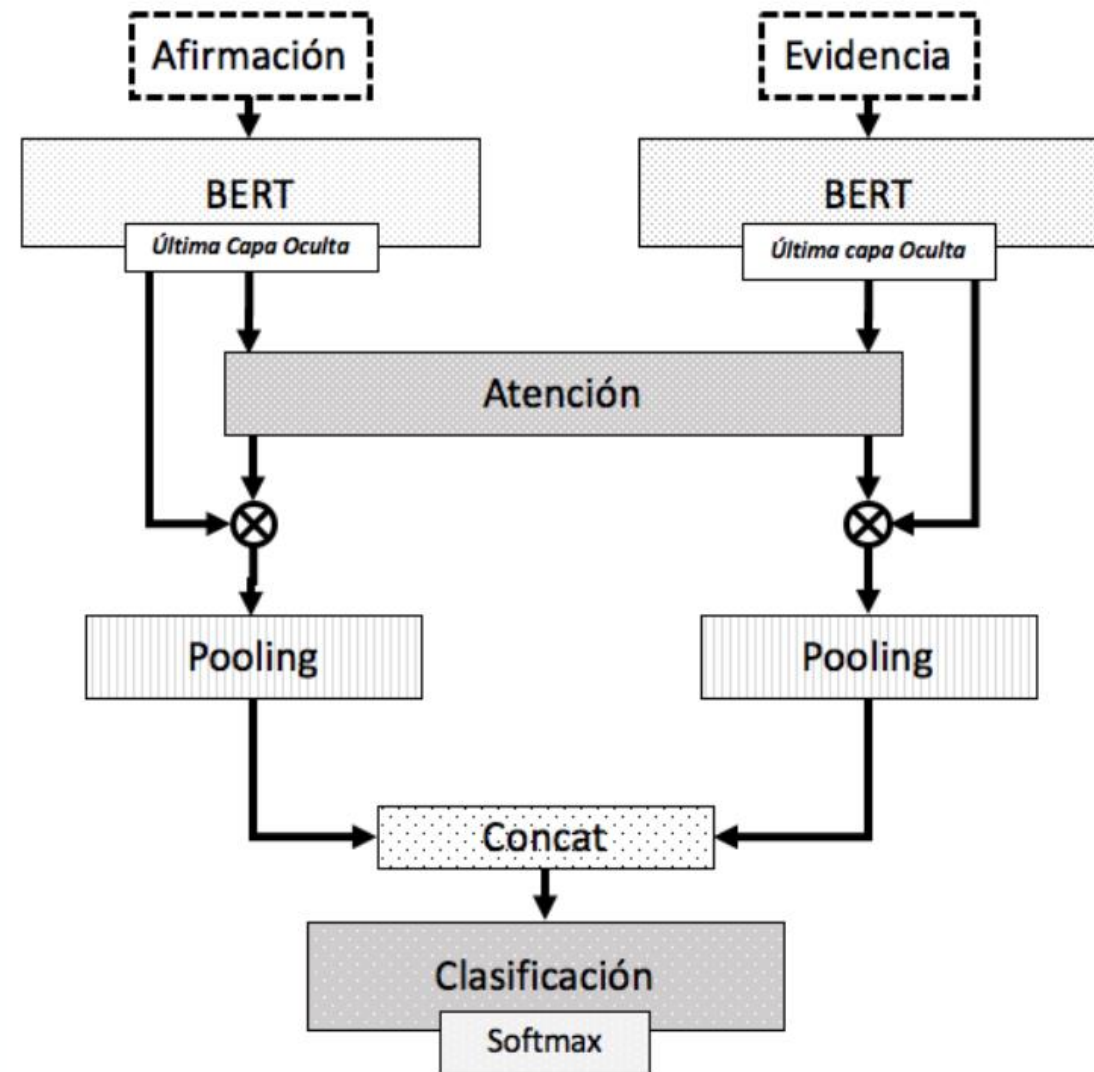 Afirmación
Evidencia
BERT
BERT
Última Capa Oculta
Última capa Oculta
Atención
Pooling
Pooling
Concat
Clasificación
Softmax